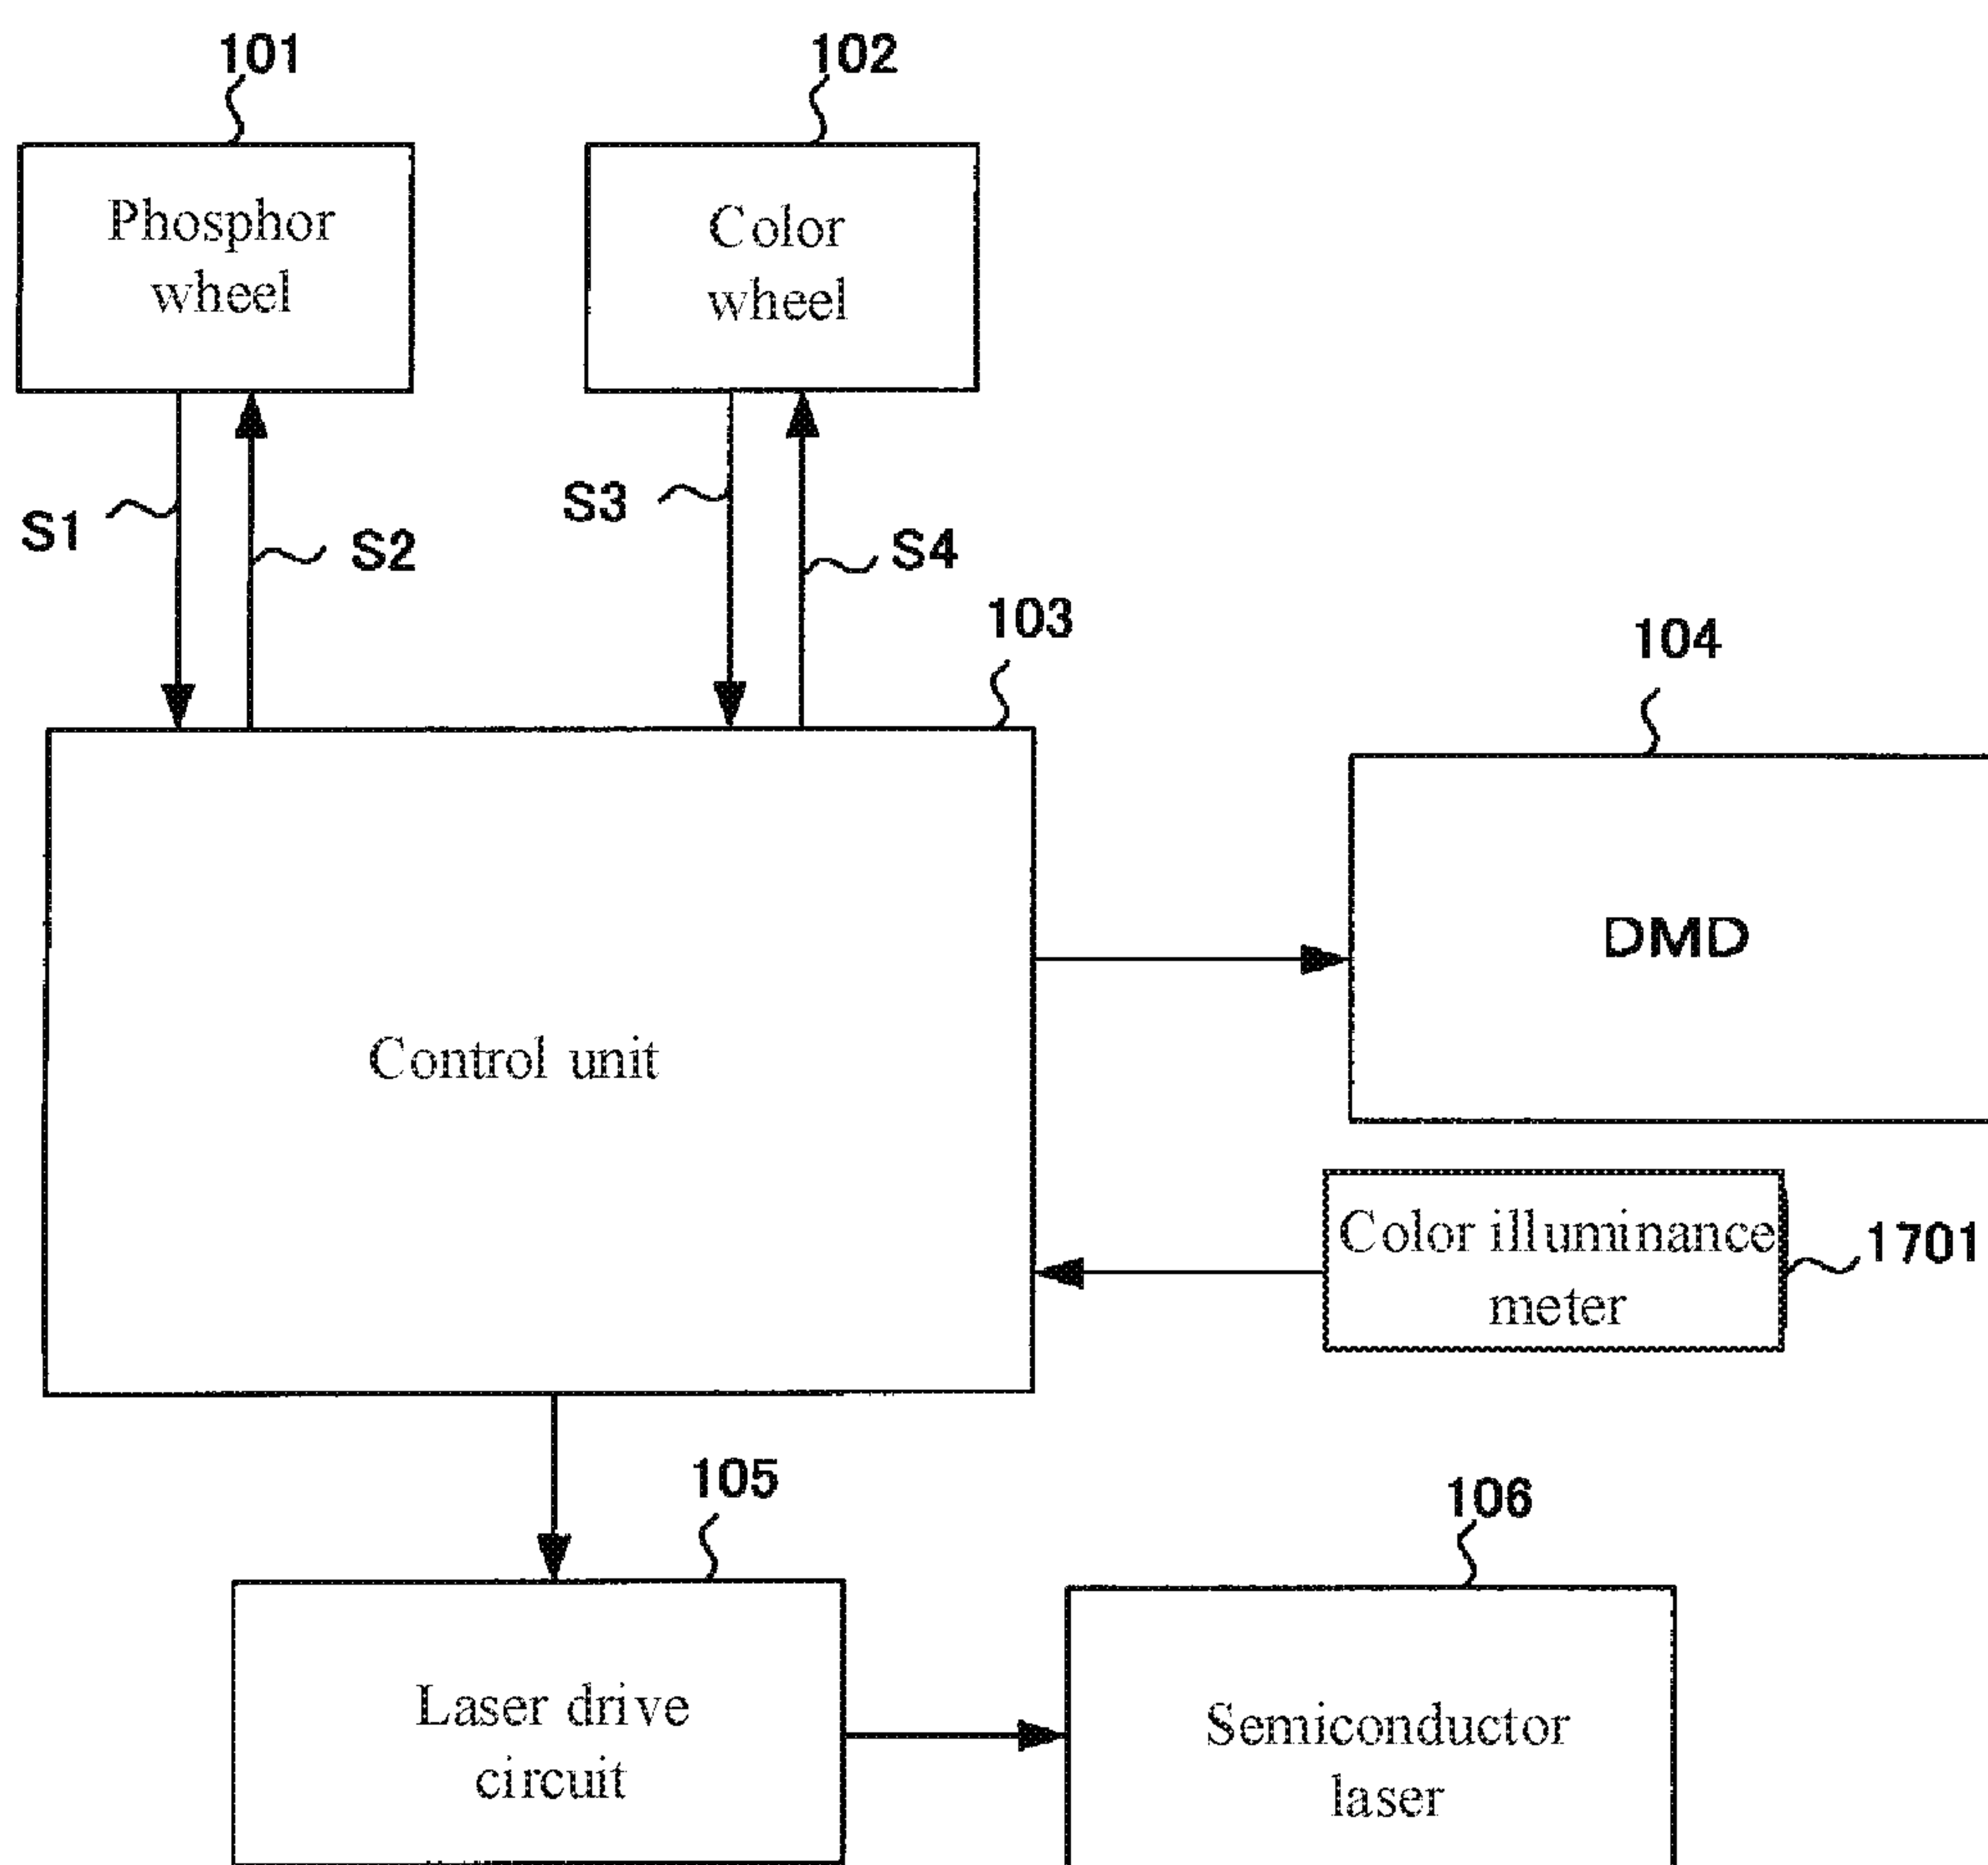 101
102
Phosphor
wheel
Color
wheel
S1
S2
S3
S4
103
104
Control unit
DMD
Color illuminance
meter
1701
105
106
Laser drive
circuit
Semiconductor
laser